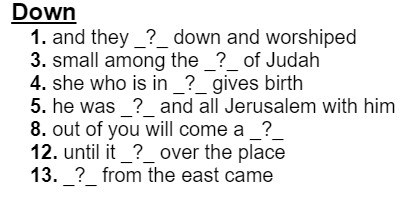 Down
1. and they _?_ down and worshiped
3. small among the _?_ of Judah
4. she who is in _?_ gives birth
5. he was _?_ and all Jerusalem with him
8. out of you will come a _?_
12. until it _?_ over the place
13. _?_ from the east came